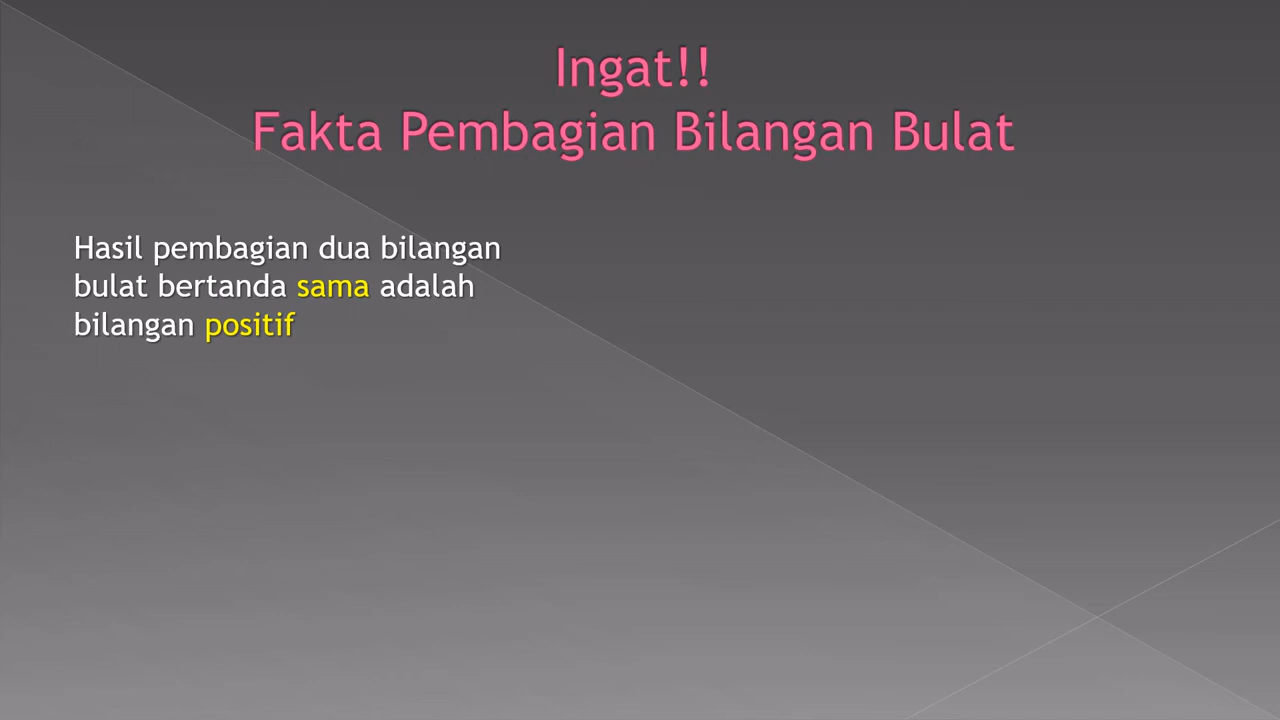 Ingat!!
Fakta Pembagian Bilangan Bulat
Hasil pembagian dua bilangan
bulat bertanda sama adalah
bilangan positif